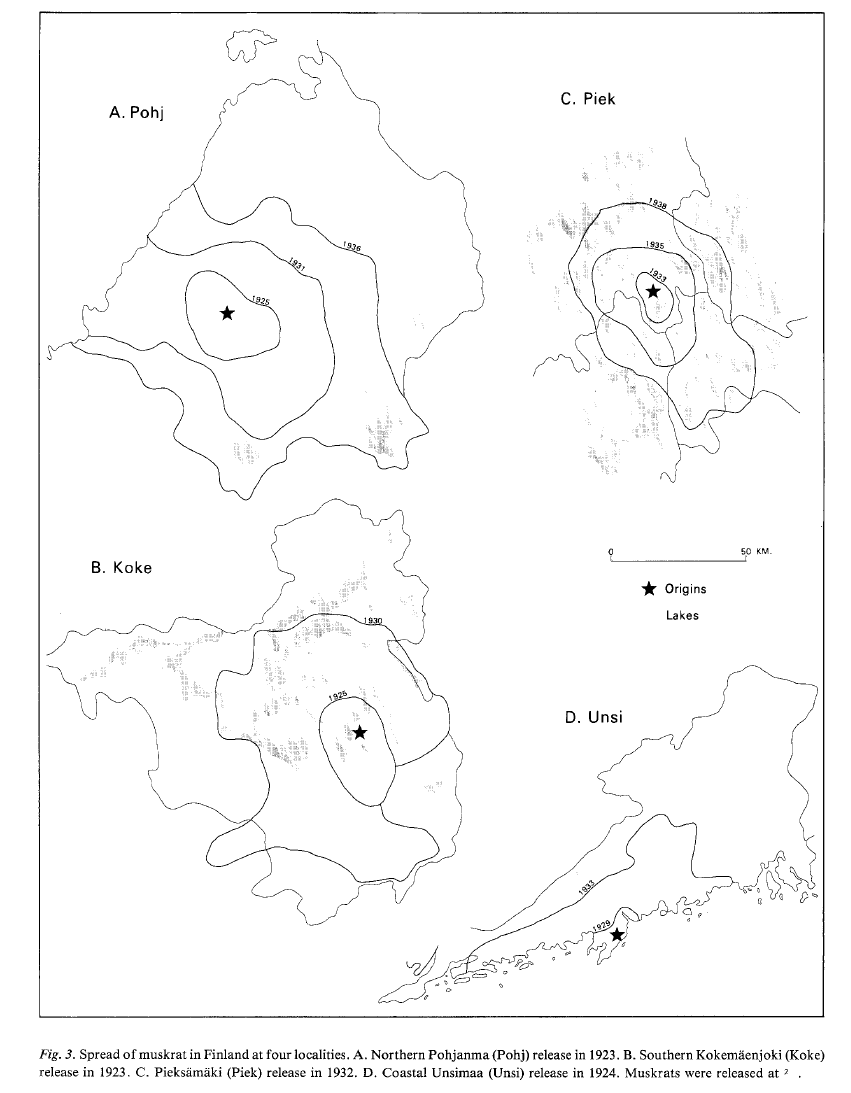 A. Pohj
C. Piek
1938
1936
1935
1931
1933
1925
B. Koke
0 50 KM.
★ Origins
Lakes
1930
1925
D. Unsi
1933
1929
Fig. 3. Spread of muskrat in Finland at four localities. A. Northern Pohjanma (Pohj) release in 1923. B. Southern Kokemäenjoki (Koke)
release in 1923. C. Pieksämäki (Piek) release in 1932. D. Coastal Unsimaa (Unsi) release in 1924. Muskrats were released at ² .